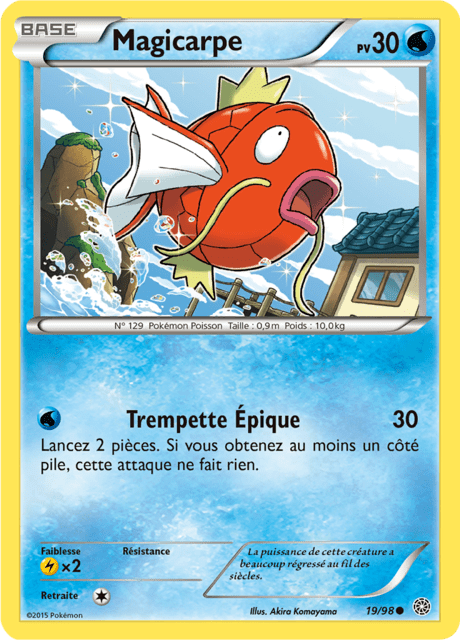 BASE
Magicarpe
PV 30
N° 129 Pokémon Poisson Taille : 0,9 m Poids : 10,0 kg
Trempette Épique 30
Lancez 2 pièces. Si vous obtenez au moins un côté
pile, cette attaque ne fait rien.
Faiblesse Résistance
×2
Retraite
La puissance de cette créature a
beaucoup régressé au fil des
siècles.
©2015 Pokémon
Illus. Akira Komayama
19/98